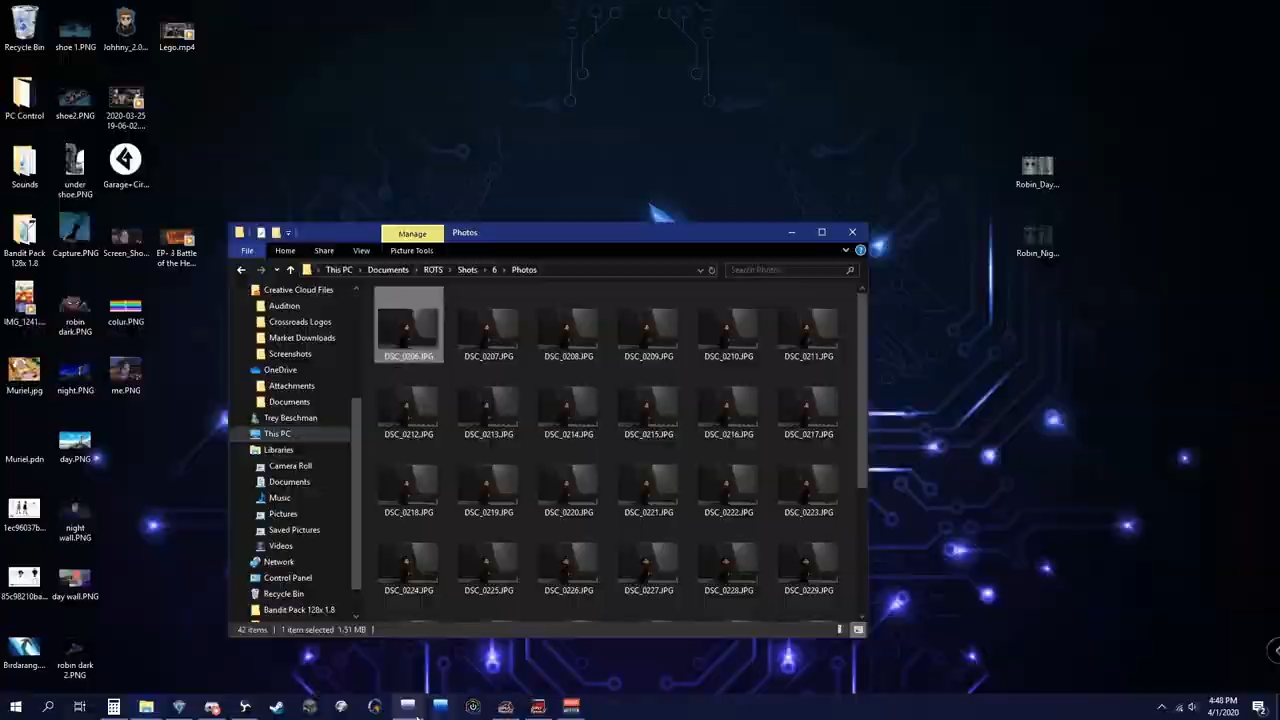 Recycle Bin
shoe 1.PNG
Johhny_2.0...
Lego.mp4
PC Control
shoe2.PNG
2020-03-25
19-06-02....
Sounds
under
shoe.PNG
Garage+Cir...
Robin_Day...
Bandit Pack
128x 1.8
Capture.PNG
Screen_Sho...
EP- 3 Battle
of the He...
Robin_Nig...
IMG_1241...
robin
dark.PNG
colur.PNG
Muriel.jpg
night.PNG
me.PNG
Muriel.pdn
day.PNG
1ec96037b...
night
wall.PNG
85c98210ba...
day wall.PNG
Birdarang....
robin dark
2.PNG
Manage
Photos
File
Home
Share
View
Picture Tools
This PC
Documents
ROTS
Shots
6
Photos
Search Photos
Creative Cloud Files
Audition
Crossroads Logos
Market Downloads
Screenshots
OneDrive
Attachments
Documents
Trey Beschman
This PC
Libraries
Camera Roll
Documents
Music
Pictures
Saved Pictures
Videos
Network
Control Panel
Recycle Bin
Bandit Pack 128x 1.8
DSC_0206.JPG
DSC_0207.JPG
DSC_0208.JPG
DSC_0209.JPG
DSC_0210.JPG
DSC_0211.JPG
DSC_0212.JPG
DSC_0213.JPG
DSC_0214.JPG
DSC_0215.JPG
DSC_0216.JPG
DSC_0217.JPG
DSC_0218.JPG
DSC_0219.JPG
DSC_0220.JPG
DSC_0221.JPG
DSC_0222.JPG
DSC_0223.JPG
DSC_0224.JPG
DSC_0225.JPG
DSC_0226.JPG
DSC_0227.JPG
DSC_0228.JPG
DSC_0229.JPG
42 items
1 item selected 1.51 MB
4:48 PM
4/1/2020